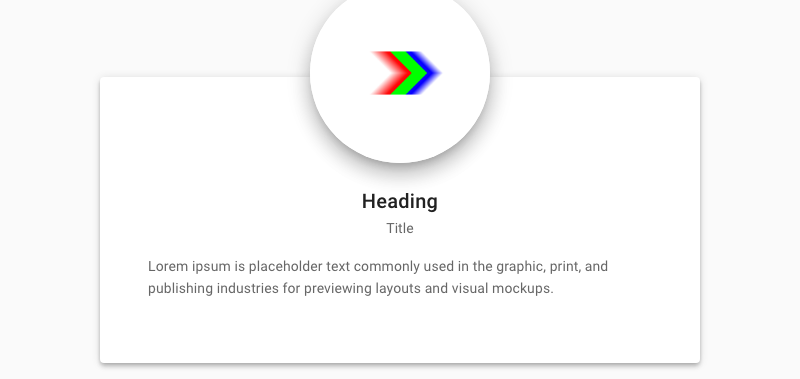 Heading
Title
Lorem ipsum is placeholder text commonly used in the graphic, print, and
publishing industries for previewing layouts and visual mockups.